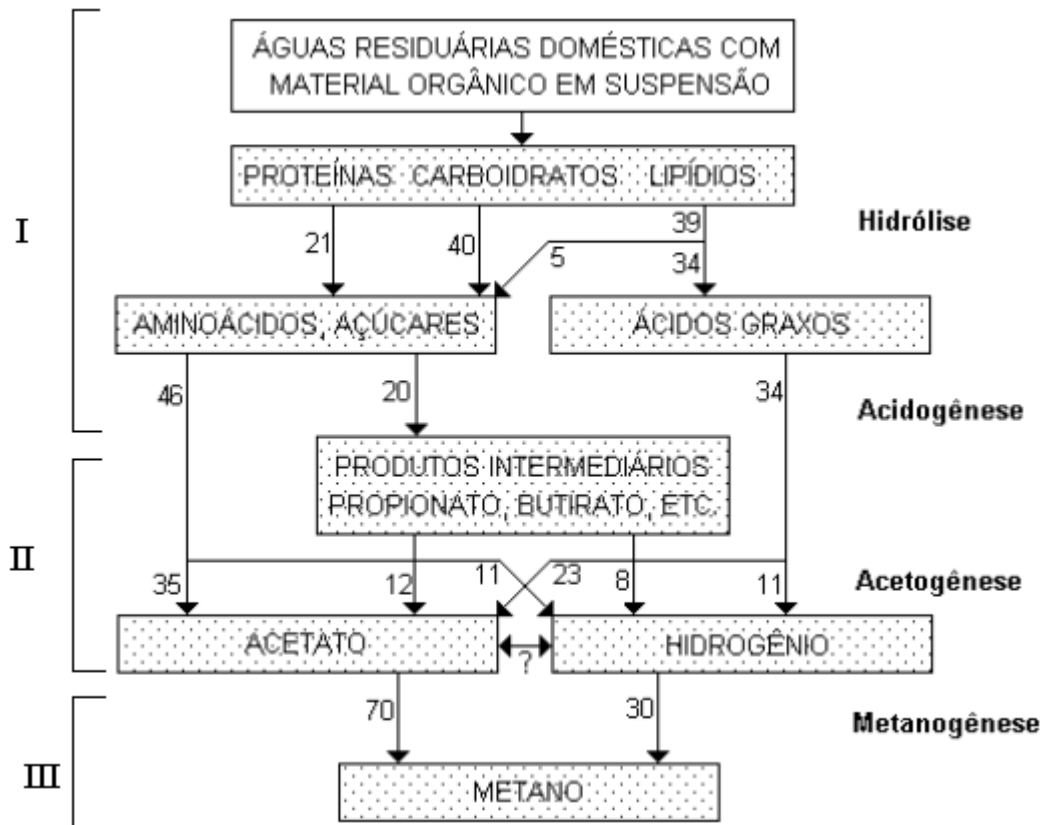 ÁGUAS RESIDUÁRIAS DOMÉSTICAS COM
MATERIAL ORGÂNICO EM SUSPENSÃO
PROTEÍNAS CARBOIDRATOS LIPÍDIOS
I
21
40
39
5
34
Hidrólise
AMINOÁCIDOS, AÇÚCARES
ÁCIDOS GRAXOS
46
20
34
Acidogênese
PRODUTOS INTERMEDIÁRIOS
PROPIONATO, BUTIRATO, ETC.
II
35
12
11
23
8
11
Acetogênese
ACETATO
?
HIDROGÊNIO
70
30
Metanogênese
III
METANO